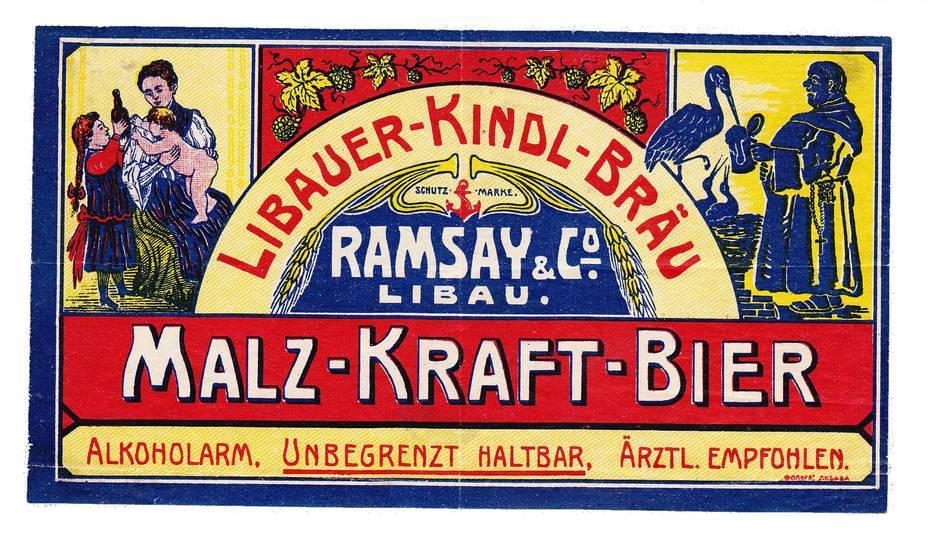 LIBAUER-KINDL-BRÄU
SCHUTZ-MARKE.
RAMSAY & Co.
LIBAU.
MALZ-KRAFT-BIER
ALKOHOLARM, UNBEGRENZT HALTBAR, ÄRZTL. EMPFOHLEN.